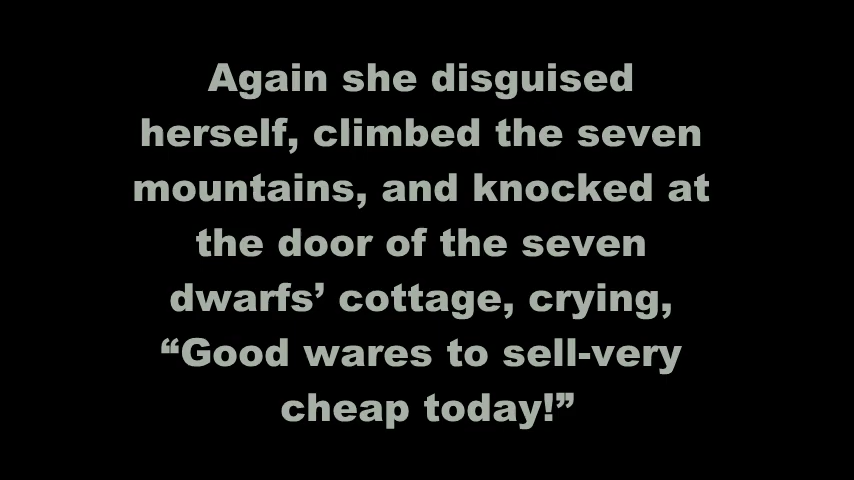 Again she disguised
herself, climbed the seven
mountains, and knocked at
the door of the seven
dwarfs’ cottage, crying,
“Good wares to sell-very
cheap today!”